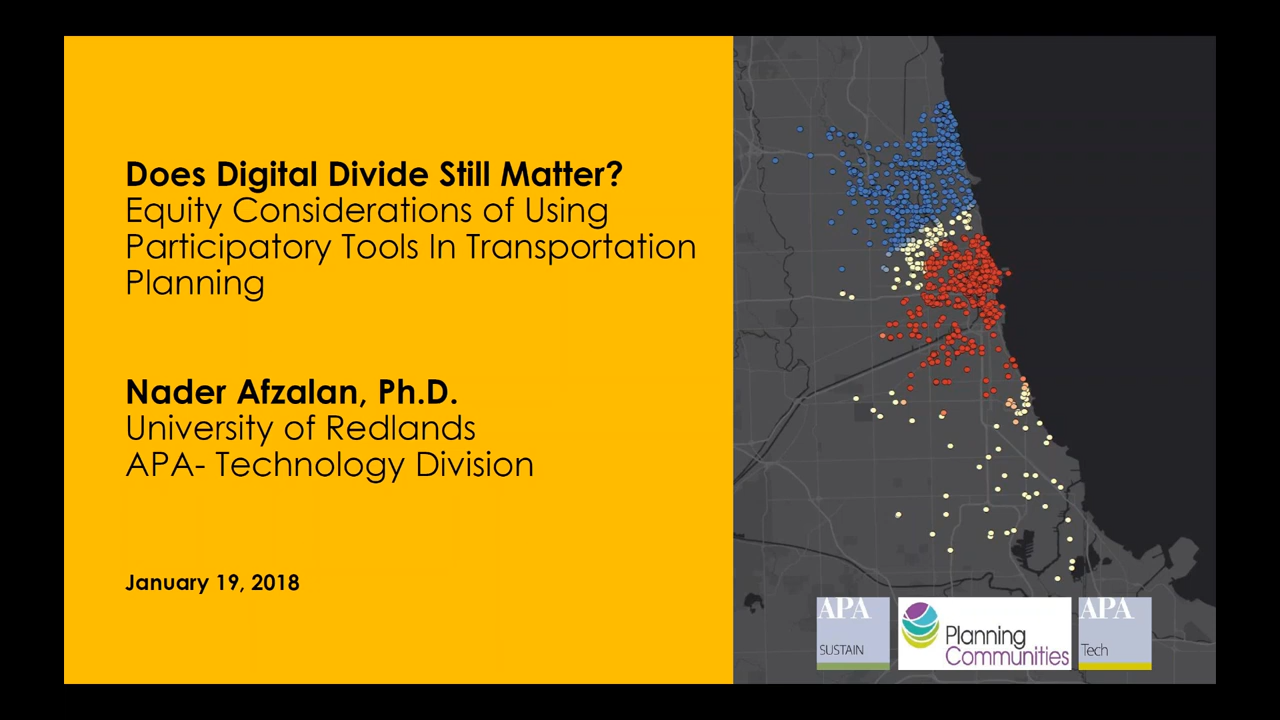 Does Digital Divide Still Matter?
Equity Considerations of Using
Participatory Tools In Transportation
Planning
Nader Afzalan, Ph.D.
University of Redlands
APA- Technology Division
January 19, 2018
APA
SUSTAIN
Planning
Communities
APA
Tech